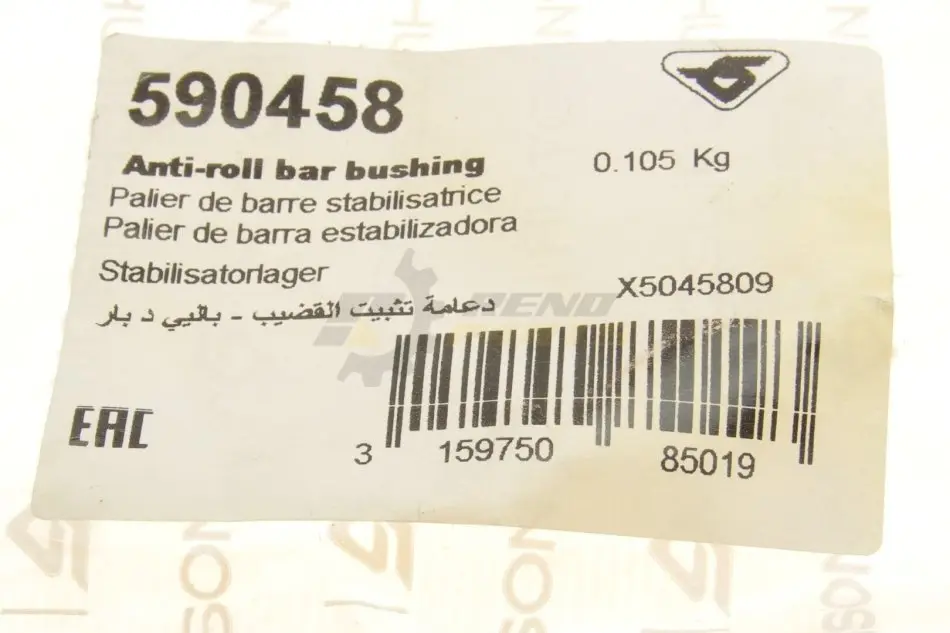 590458
Anti-roll bar bushing
0.105 Kg
Palier de barre stabilisatrice
Palier de barra estabilizadora
Stabilisatorlager
X5045809
دعامة تثبيت القضيب - باليي د بار
EAC
3 159750 85019